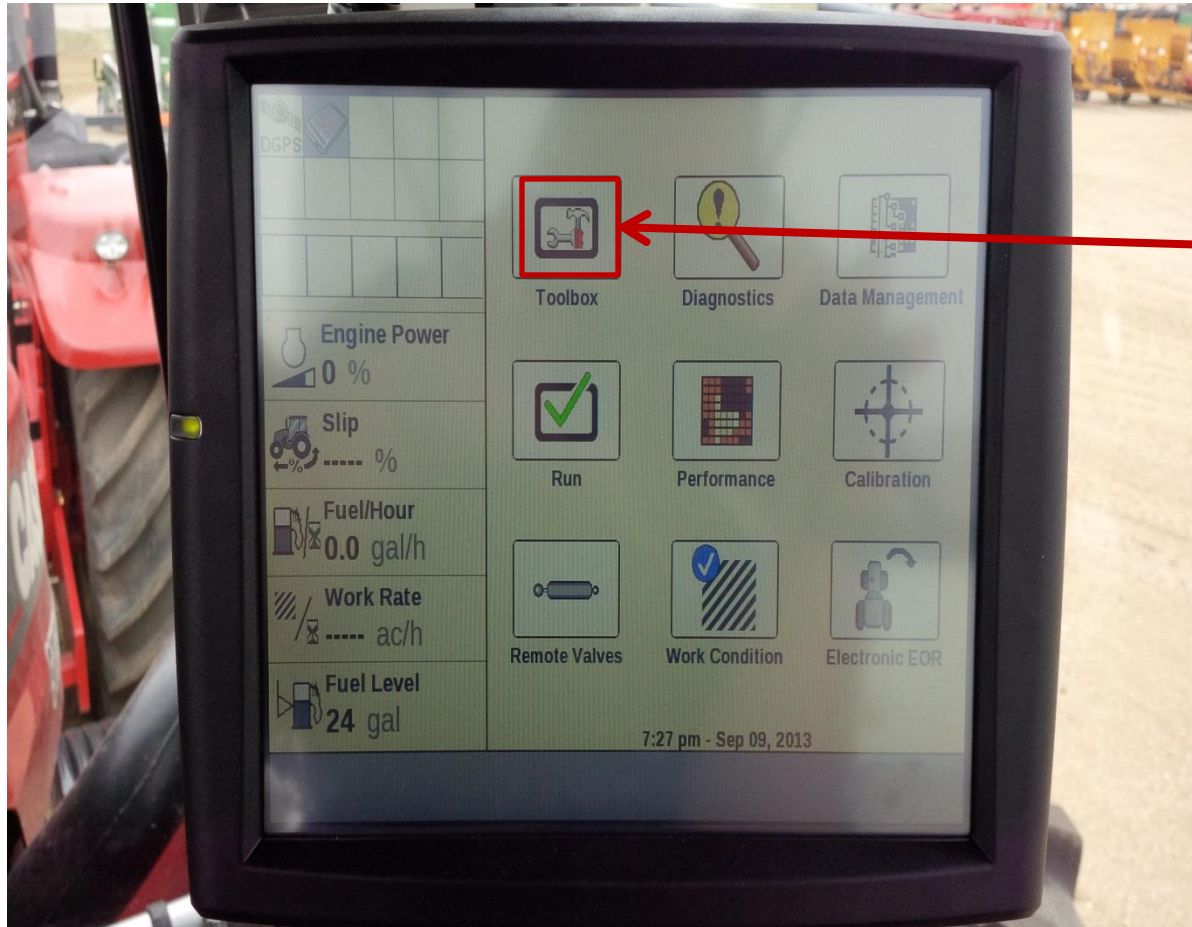 DGPS
Engine Power
0 %
Slip
----- %
Fuel/Hour
0.0 gal/h
Work Rate
----- ac/h
Fuel Level
24 gal
Toolbox
Diagnostics
Data Management
Run
Performance
Calibration
Remote Valves
Work Condition
Electronic EOR
7:27 pm - Sep 09, 2013